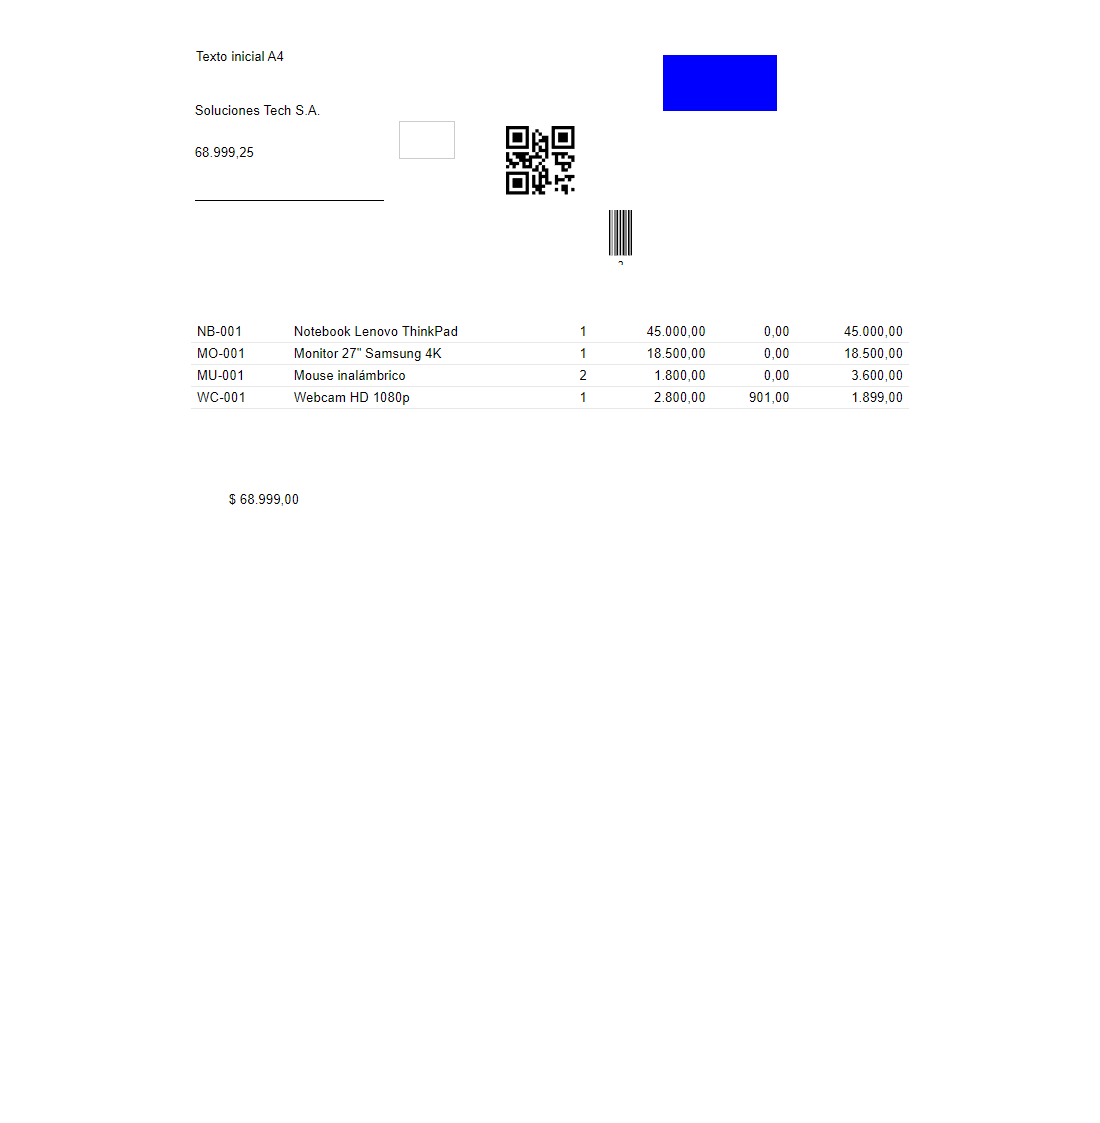 Texto inicial A4
Soluciones Tech S.A.
68.999,25
NB-001 Notebook Lenovo ThinkPad 1 45.000,00 0,00 45.000,00
MO-001 Monitor 27" Samsung 4K 1 18.500,00 0,00 18.500,00
MU-001 Mouse inalámbrico 2 1.800,00 0,00 3.600,00
WC-001 Webcam HD 1080p 1 2.800,00 901,00 1.899,00
$ 68.999,00